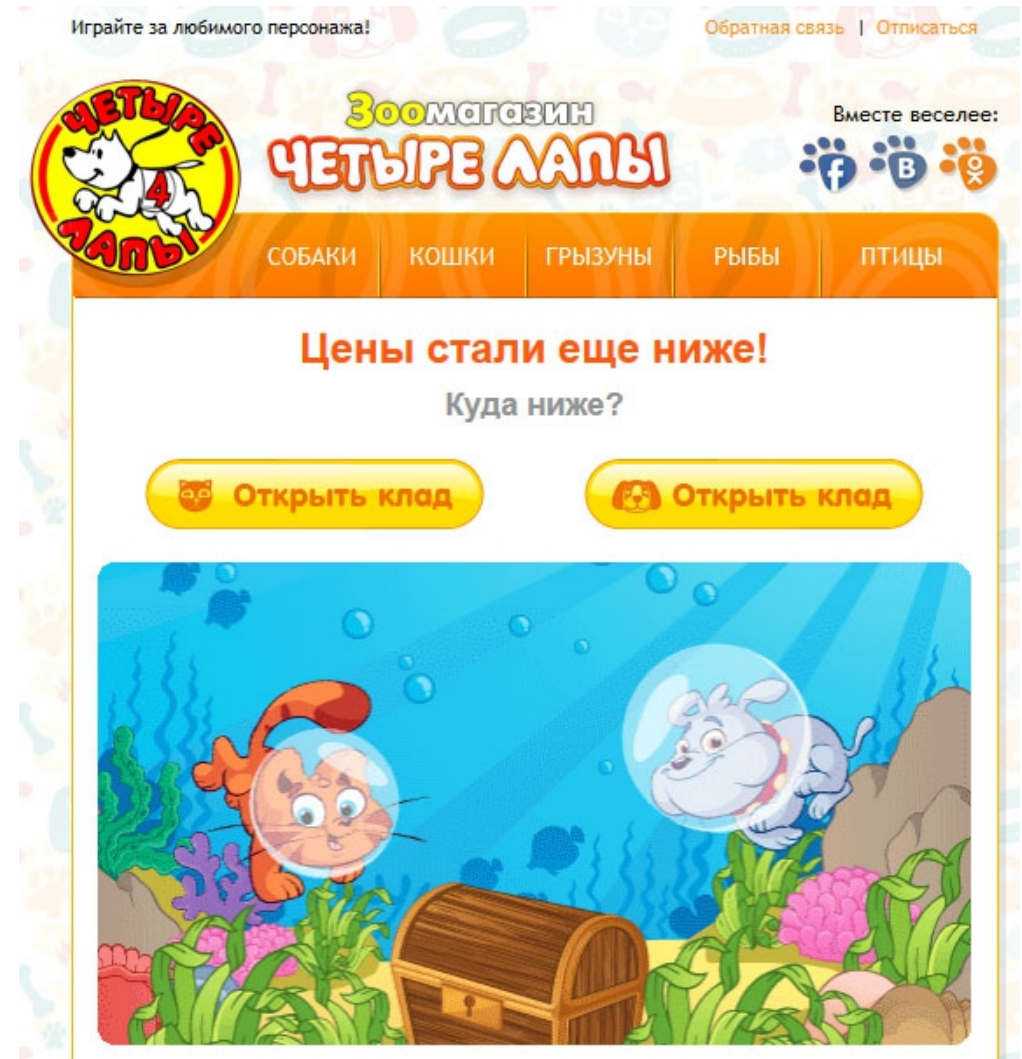 Играйте за любимого персонажа!
Обратная связь | Отписаться
ЧЕТЫРЕ
4
ЛАПЫ
Зоомагазин
ЧЕТЫРЕ ЛАПЫ
Вместе веселее:
f В
СОБАКИ КОШКИ ГРЫЗУНЫ РЫБЫ ПТИЦЫ
Цены стали еще ниже!
Куда ниже?
Открыть клад Открыть клад